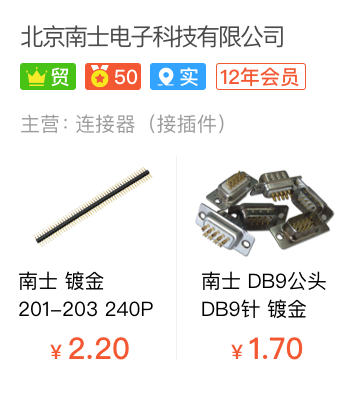 北京南士电子科技有限公司
贸 50 实 12年会员
主营：连接器（接插件）
南士 镀金
201-203 240P
¥ 2.20
南士 DB9公头
DB9针 镀金
¥ 1.70